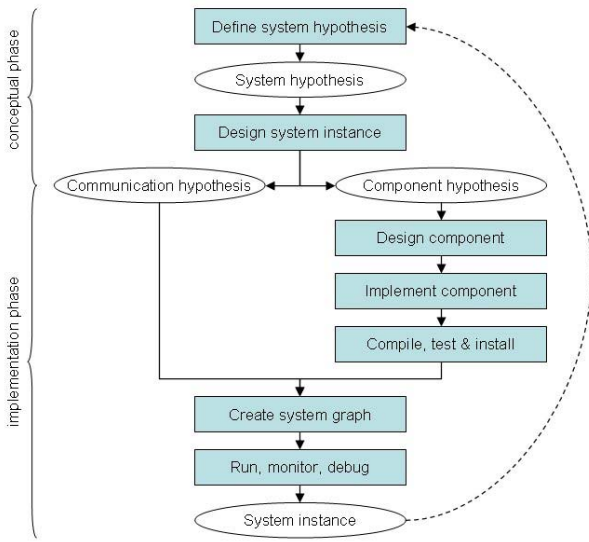 conceptual phase
Define system hypothesis
System hypothesis
Design system instance
Communication hypothesis
Component hypothesis
implementation phase
Design component
Implement component
Compile, test & install
Create system graph
Run, monitor, debug
System instance